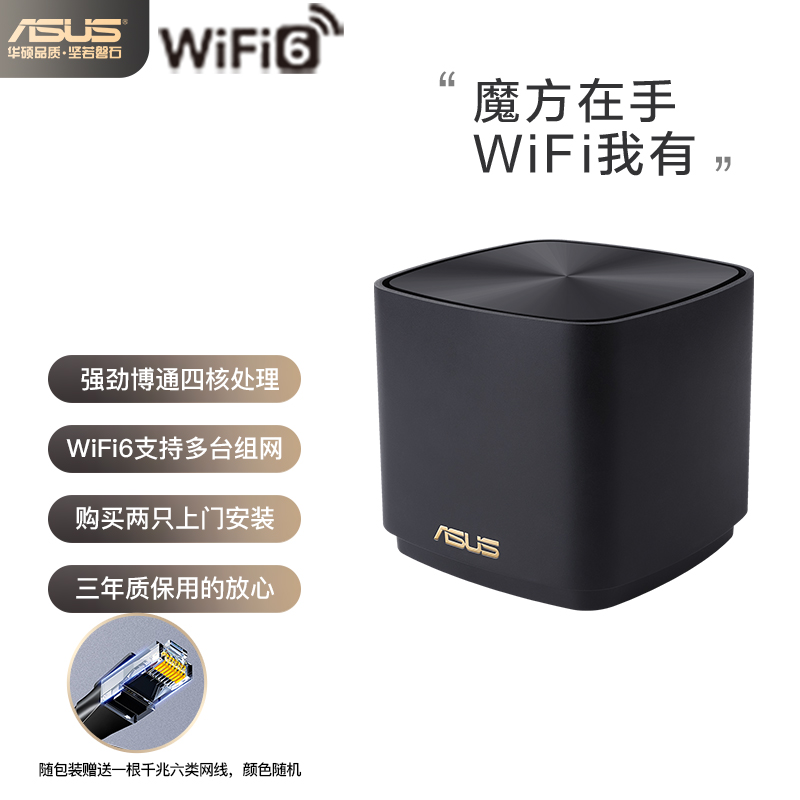 ASUS®
华硕品质·坚若磐石
WiFi6
“魔方在手
WiFi我有”
强劲博通四核处理
WiFi6支持多台组网
购买两只上门安装
三年质保用的放心
ASUS
随包装赠送一根千兆六类网线，颜色随机